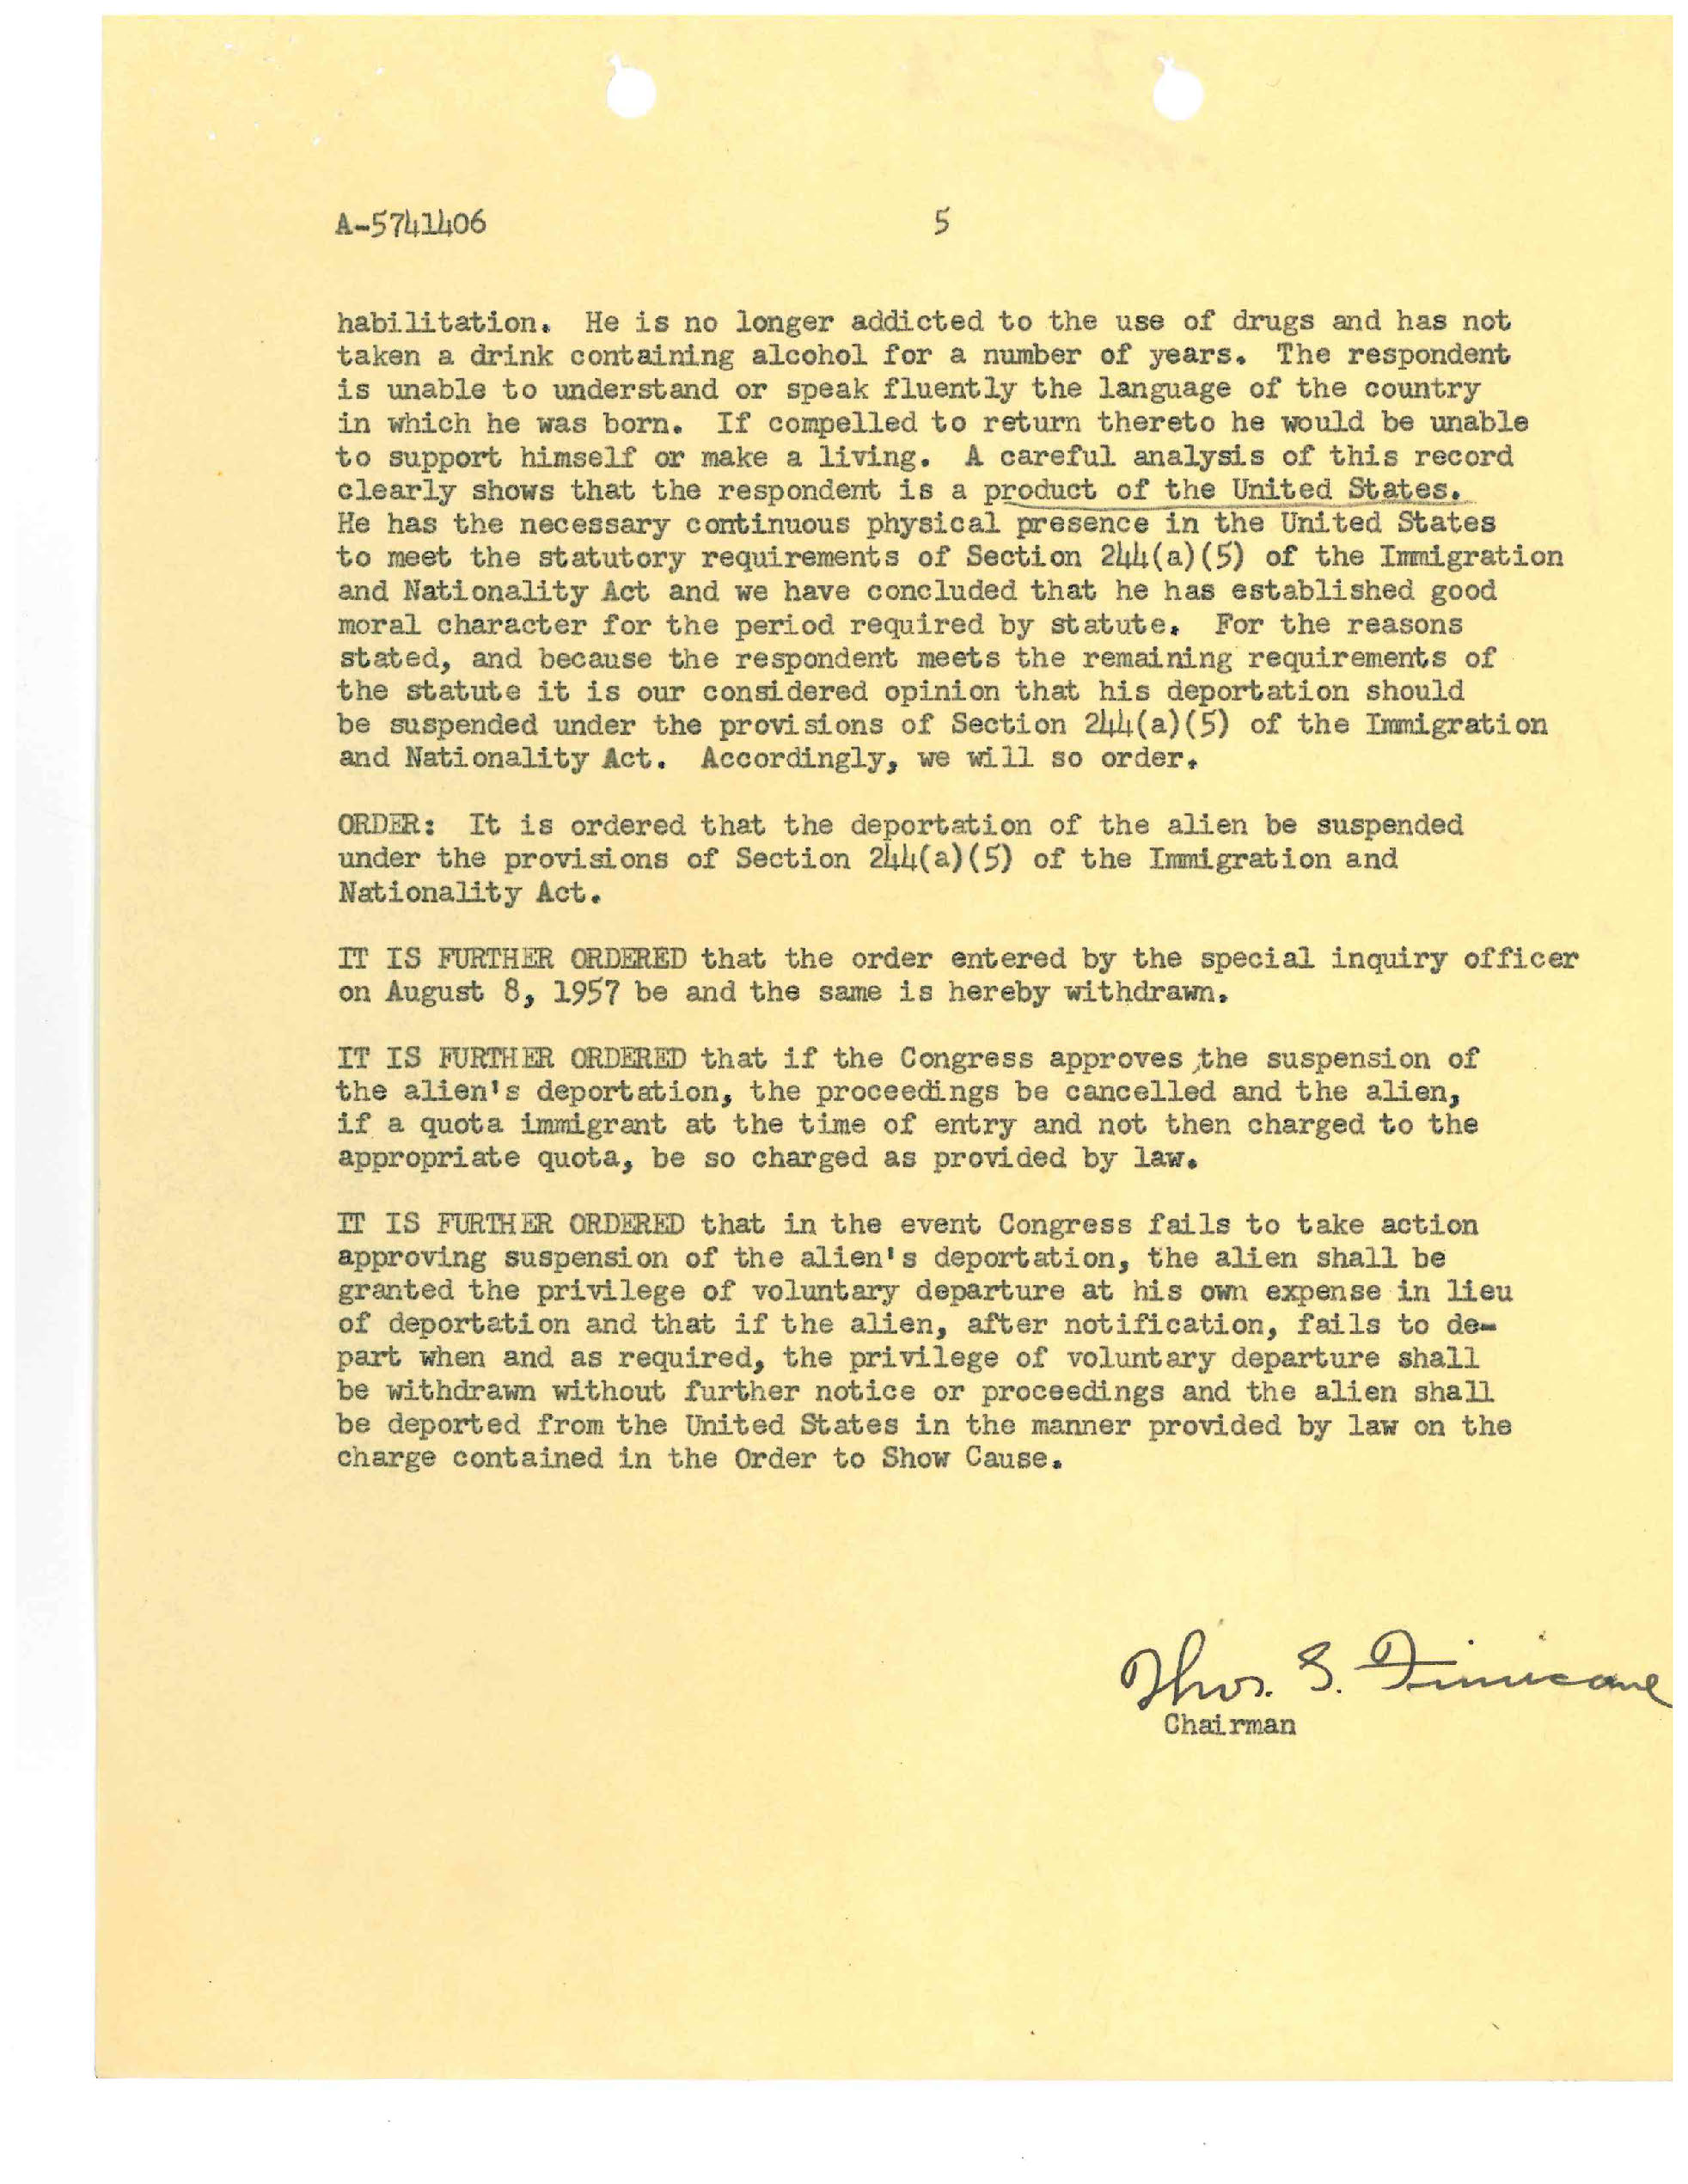 A-5741406 5
habilitation. He is no longer addicted to the use of drugs and has not
taken a drink containing alcohol for a number of years. The respondent
is unable to understand or speak fluently the language of the country
in which he was born. If compelled to return thereto he would be unable
to support himself or make a living. A careful analysis of this record
clearly shows that the respondent is a product of the United States.
He has the necessary continuous physical presence in the United States
to meet the statutory requirements of Section 244(a)(5) of the Immigration
and Nationality Act and we have concluded that he has established good
moral character for the period required by statute. For the reasons
stated, and because the respondent meets the remaining requirements of
the statute it is our considered opinion that his deportation should
be suspended under the provisions of Section 244(a)(5) of the Immigration
and Nationality Act. Accordingly, we will so order.
ORDER: It is ordered that the deportation of the alien be suspended
under the provisions of Section 244(a)(5) of the Immigration and
Nationality Act.
IT IS FURTHER ORDERED that the order entered by the special inquiry officer
on August 8, 1957 be and the same is hereby withdrawn.
IT IS FURTHER ORDERED that if the Congress approves the suspension of
the alien's deportation, the proceedings be cancelled and the alien,
if a quota immigrant at the time of entry and not then charged to the
appropriate quota, be so charged as provided by law.
IT IS FURTHER ORDERED that in the event Congress fails to take action
approving suspension of the alien's deportation, the alien shall be
granted the privilege of voluntary departure at his own expense in lieu
of deportation and that if the alien, after notification, fails to de-
part when and as required, the privilege of voluntary departure shall
be withdrawn without further notice or proceedings and the alien shall
be deported from the United States in the manner provided by law on the
charge contained in the Order to Show Cause.
Thos. G. Finucane
Chairman